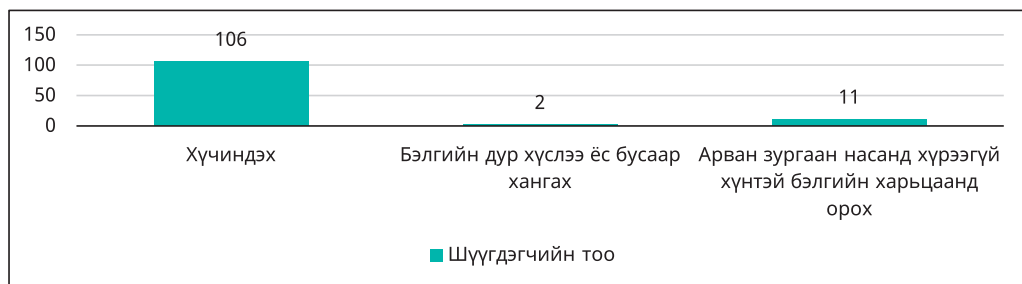 150
100
50
0
106
2
11
Хүчиндэх
Бэлгийн дур хүслээ ёс бусаар
хангах
Арван зургаан насанд хүрээгүй
хүнтэй бэлгийн харьцаанд
орох
Шүүгдэгчийн тоо